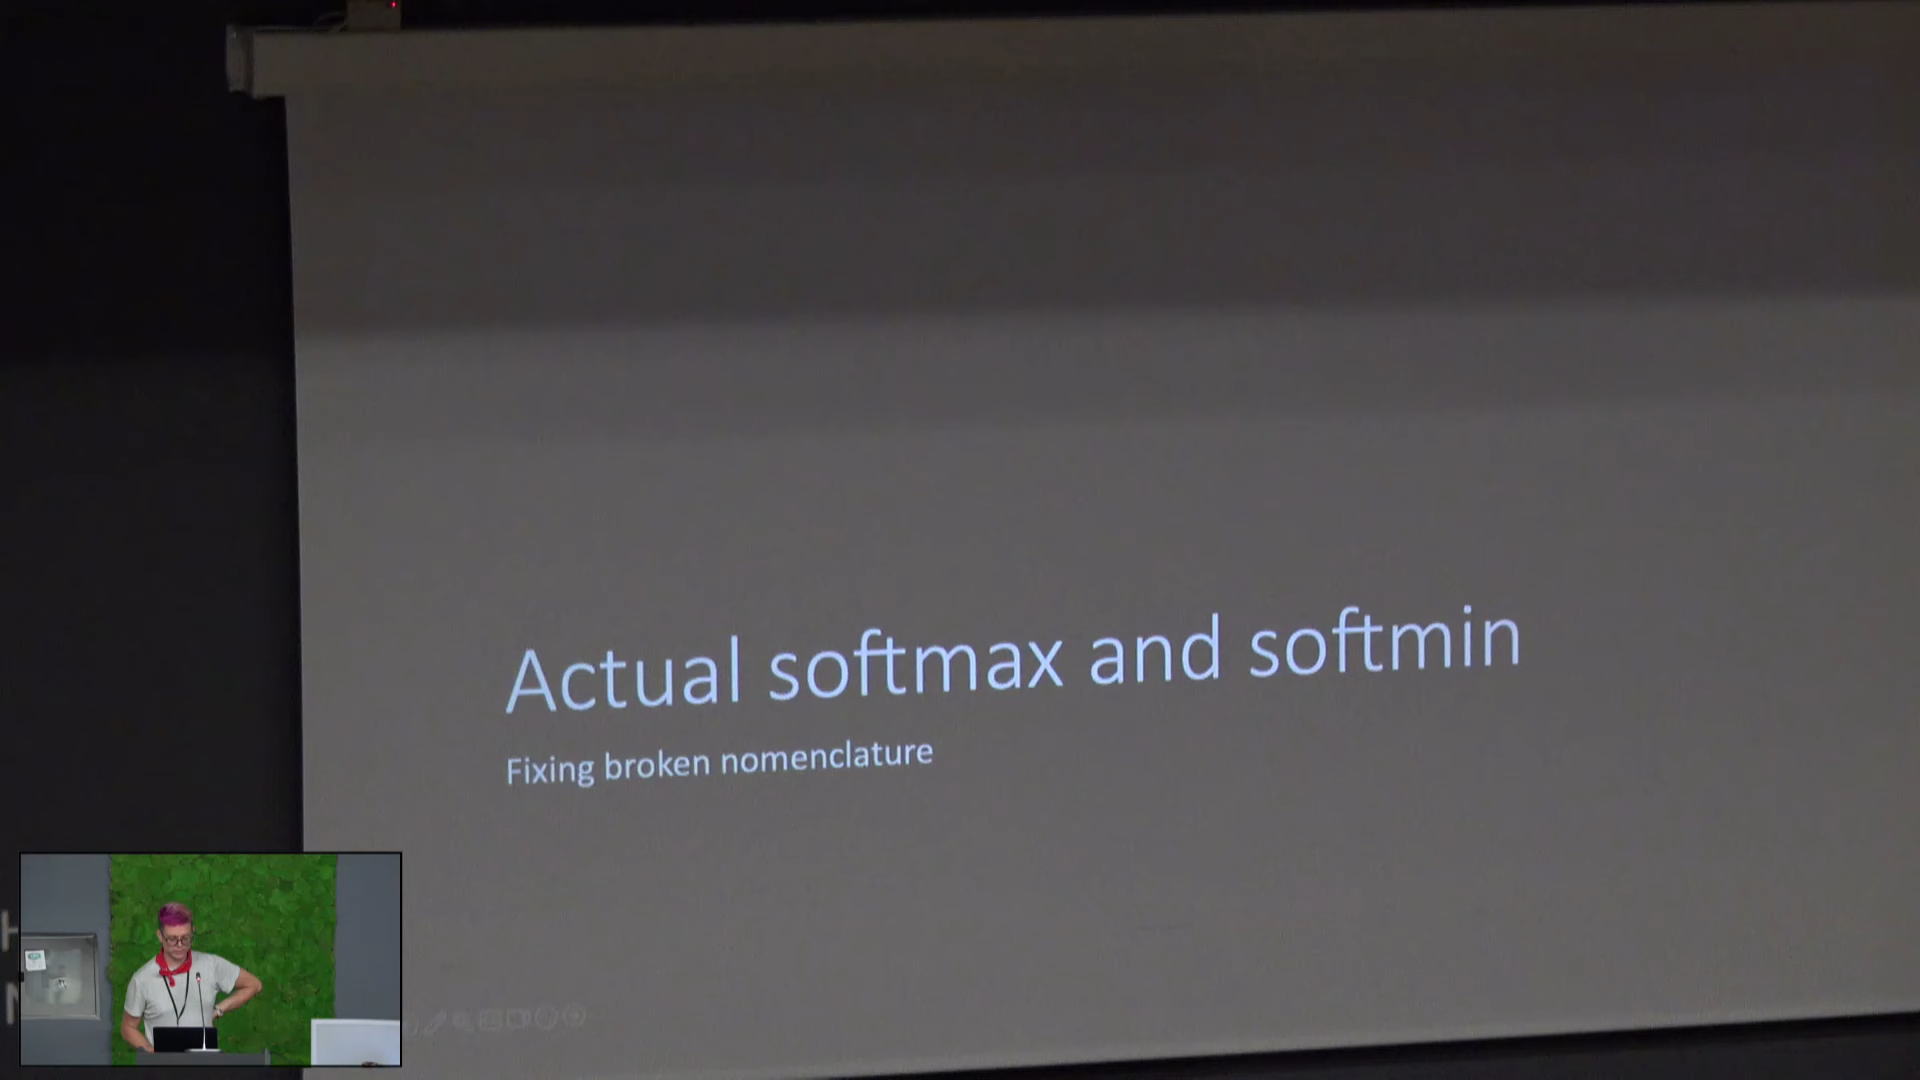 Actual softmax and softmin
Fixing broken nomenclature